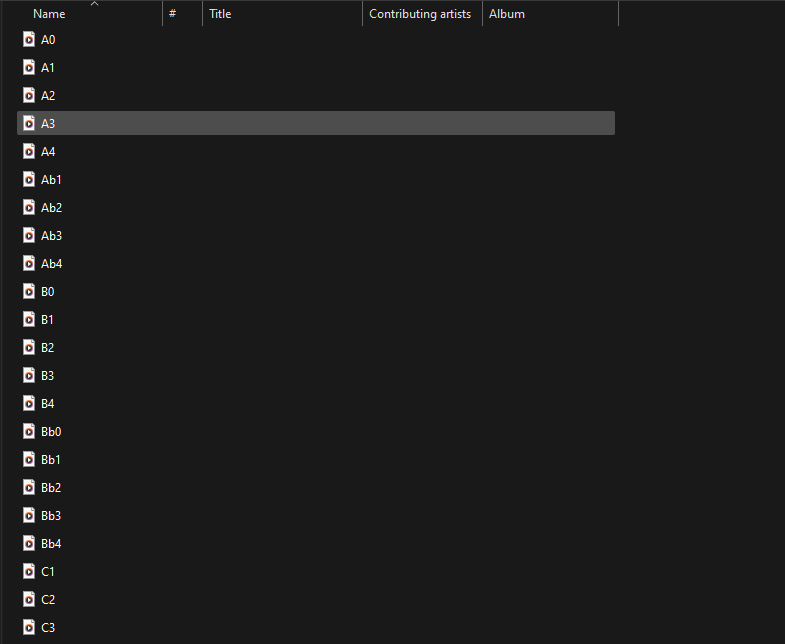 Name # Title Contributing artists Album
A0
A1
A2
A3
A4
Ab1
Ab2
Ab3
Ab4
B0
B1
B2
B3
B4
Bb0
Bb1
Bb2
Bb3
Bb4
C1
C2
C3